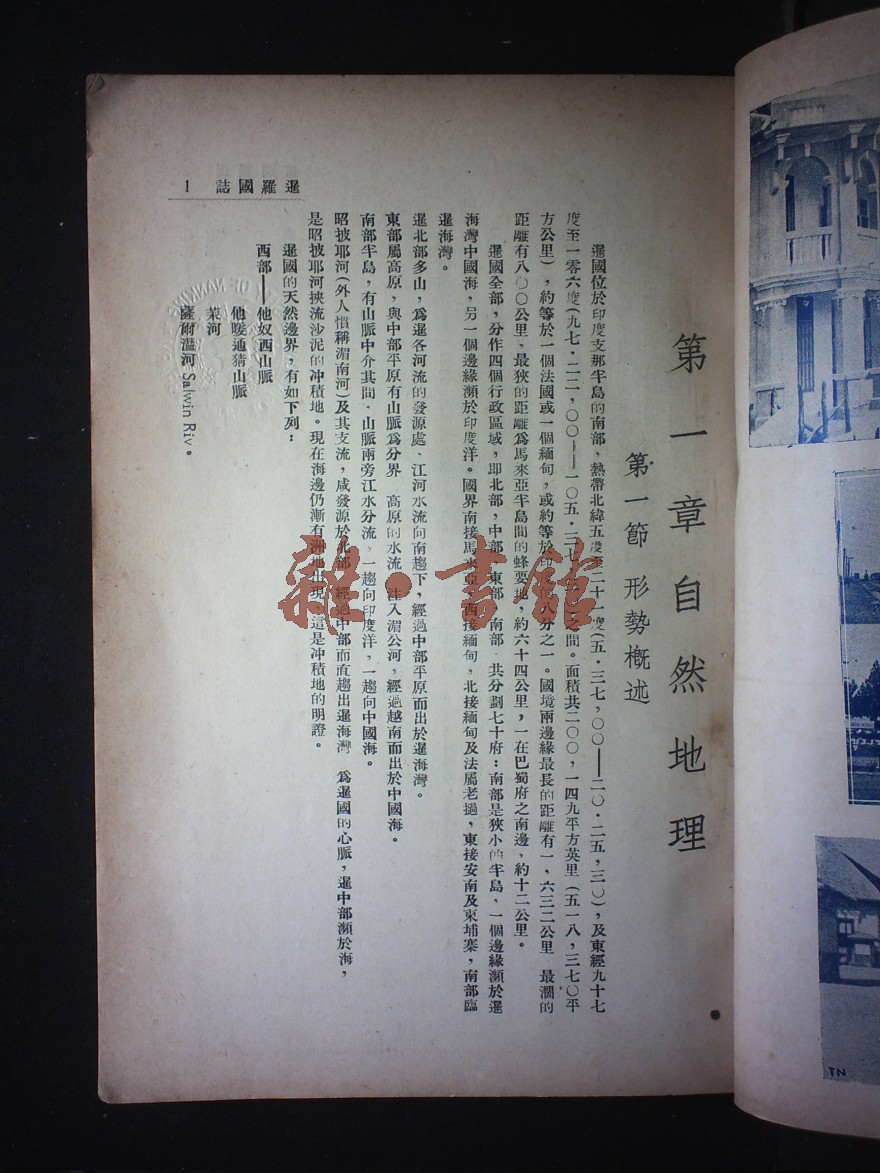 暹羅國誌 1
第一章自然地理
第一節 形勢概述
暹國位於印度支那半島的南部，熱帶北緯五度至二十一度（五·三七，〇〇——二〇·二五，三〇），及東經九十七
度至一零六度（九七·二二，〇〇——一〇五·三七， 之間。面積共二〇〇，一四九平方英里（五一八，三七〇平
方公里），約等於一個法國或一個緬甸，或約等於印 八分之一。國境兩邊緣最長的距離有一，六三二公里 最濶的
距離有八〇〇公里，最狹的距離爲馬來亞半島間的蜂要地，約六十四公里，一在巴蜀府之南邊，約十二公里。
暹國全部，分作四個行政區域，即北部，中部，東部，南部、共分劃七十府：南部是狹小的半島，一個邊緣瀕於暹
海灣中國海，另一個邊緣瀕於印度洋。國界南接馬來亞，西接緬甸，北接緬甸及法屬老撾，東接安南及柬埔寨，南部臨
暹海灣。
暹北部多山，爲暹各河流的發源處、江河水流向南趨下，經過中部平原而出於暹海灣。
東部屬高原，與中部平原有山脈爲分界 高原的水流 注入湄公河，經過越南而出於中國海。
南部半島，有山脈中介其間，山脈兩旁江水分流，一趨向印度洋，一趨向中國海。
昭披耶河（外人慣稱湄南河）及其支流，咸發源於北部 經過中部而直趨出暹海灣 爲暹國的心脈，暹中部瀕於海，
是昭披耶河挾流沙泥的冲積地。現在海邊仍漸有洲地出現，這是冲積地的明證。
暹國的天然邊界，有如下列：
西部——他奴西山脈
他暖通猜山脈
茱河
薩爾溫河 Salwin Riv。
雜·書館
TN